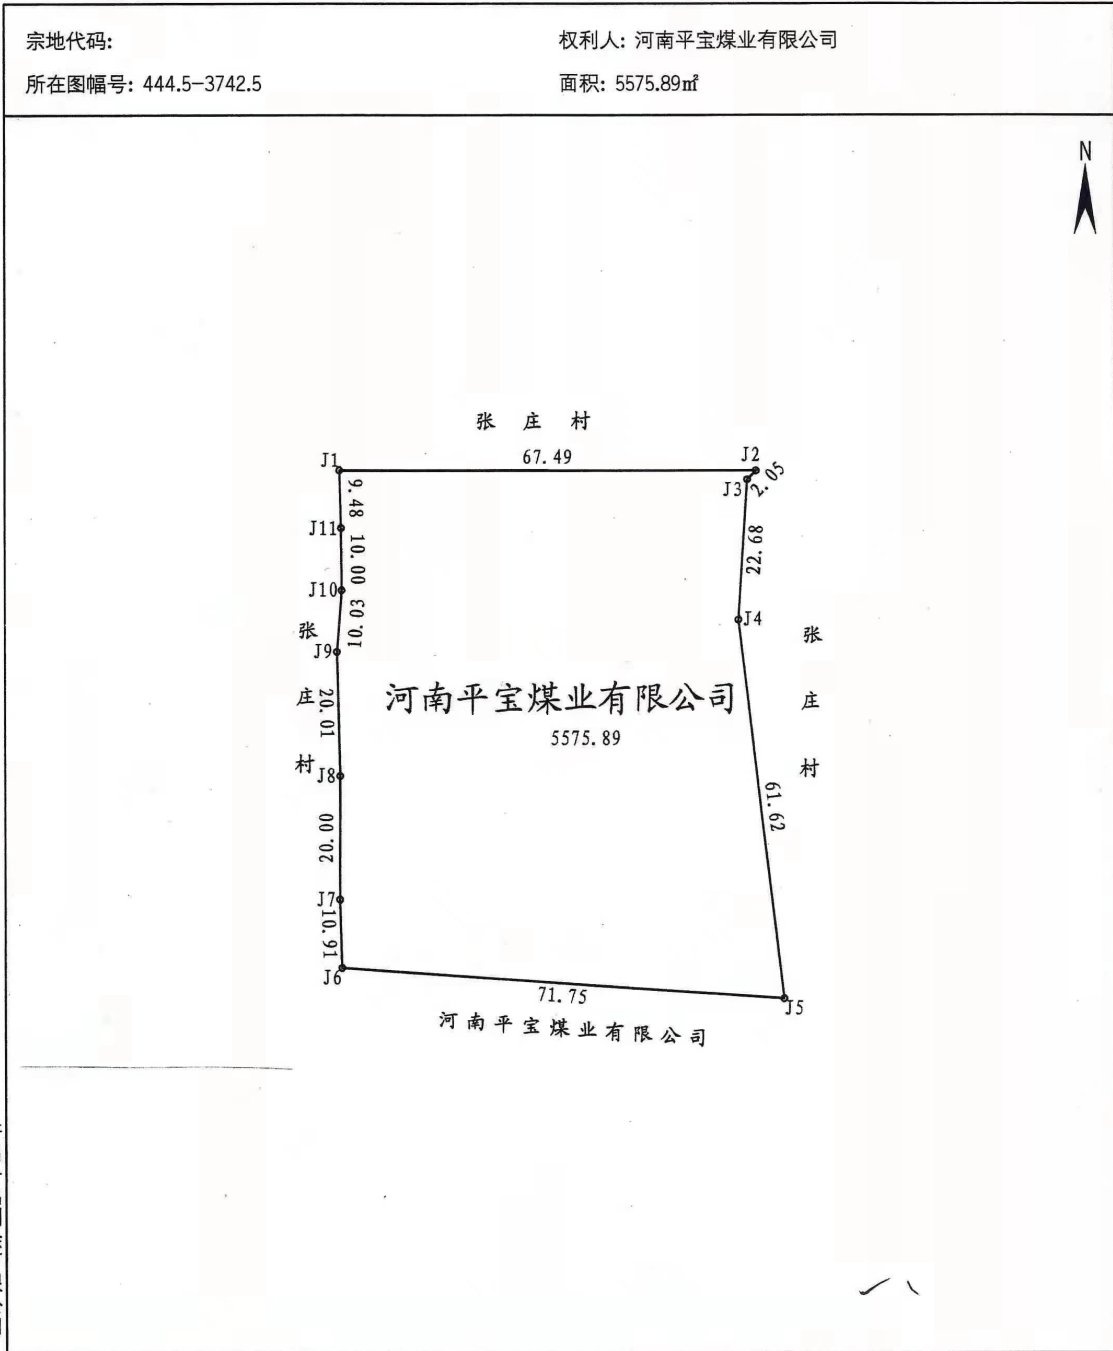 宗地代码:
权利人: 河南平宝煤业有限公司
所在图幅号: 444.5-3742.5
面积: 5575.89㎡
N
张庄村
J1
67.49
J2
2.05
J3
9.48
J11
10.00
22.68
J10
10.03
J4
张庄村
J9
张庄村
20.01
河南平宝煤业有限公司
5575.89
J8
61.62
20.00
J7
10.91
J6
71.75
J5
河南平宝煤业有限公司